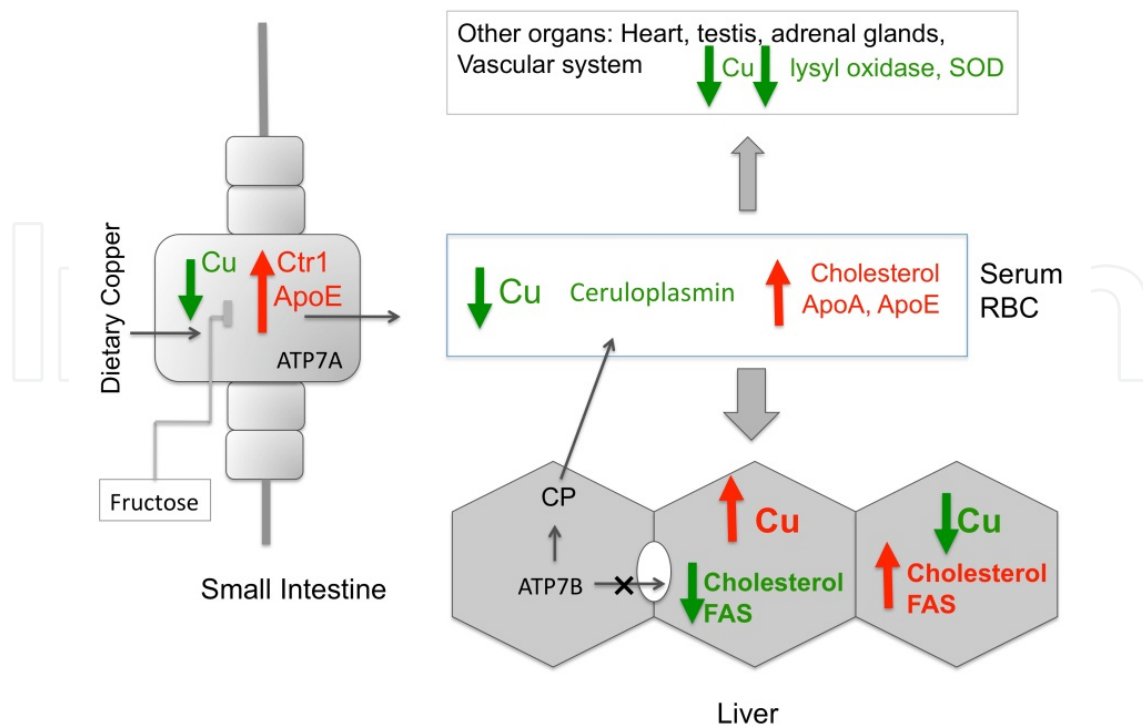 Other organs: Heart, testis, adrenal glands,
Vascular system
Cu
lysyl oxidase, SOD
Dietary Copper
Cu
Ctr1
ApoE
ATP7A
Fructose
Small Intestine
Cu
Ceruloplasmin
Cholesterol
ApoA, ApoE
Serum
RBC
CP
ATP7B
Cu
Cholesterol
FAS
Cu
Cholesterol
FAS
Liver